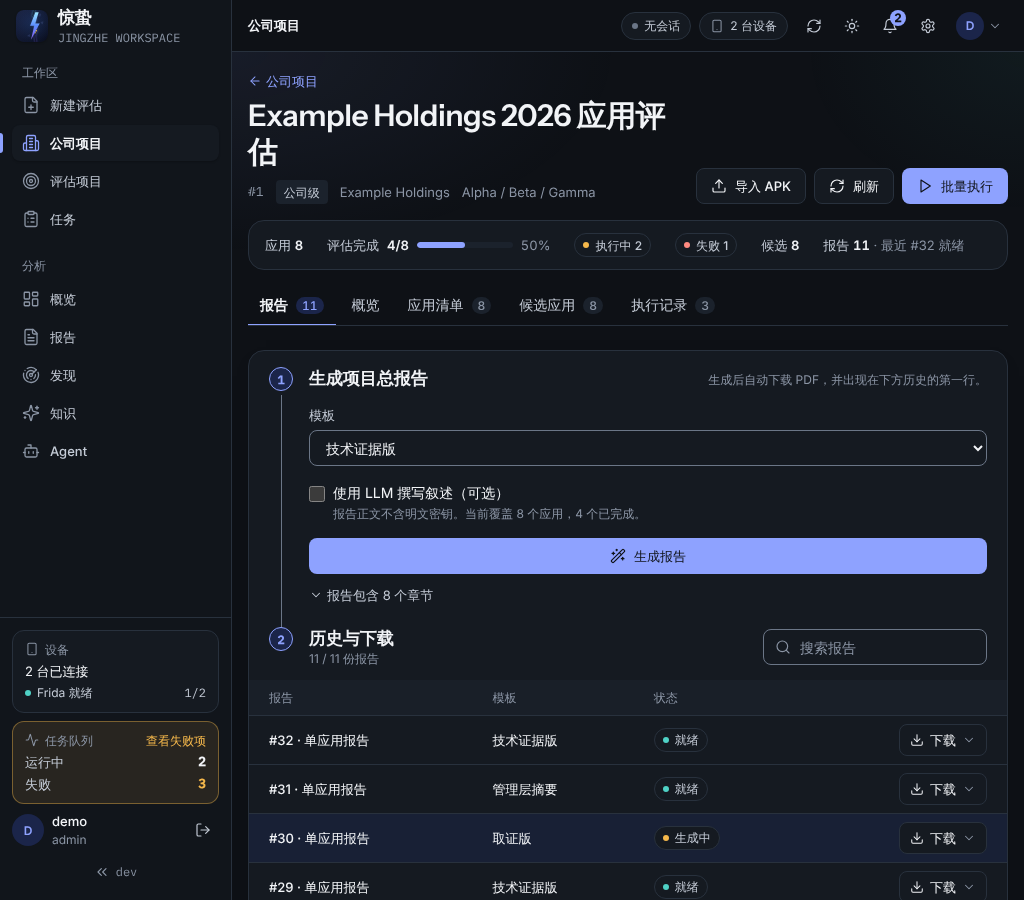 惊蛰
JINGZHE WORKSPACE
工作区
新建评估
公司项目
评估项目
任务
分析
概览
报告
发现
知识
Agent
设备
2 台已连接
Frida 就绪 1/2
任务队列 查看失败项
运行中 2
失败 3
D demo
admin
dev
公司项目 无会话 2 台设备 2 D
公司项目
Example Holdings 2026 应用评
估
#1 公司级 Example Holdings Alpha / Beta / Gamma
导入 APK 刷新 批量执行
应用 8 评估完成 4/8 50% 执行中 2 失败 1 候选 8 报告 11 · 最近 #32 就绪
报告 11 概览 应用清单 8 候选应用 8 执行记录 3
1 生成项目总报告 生成后自动下载 PDF，并出现在下方历史的第一行。
模板
技术证据版
使用 LLM 撰写叙述（可选）
报告正文不含明文密钥。当前覆盖 8 个应用，4 个已完成。
生成报告
报告包含 8 个章节
2 历史与下载 搜索报告
11 / 11 份报告
报告 模板 状态
#32 · 单应用报告 技术证据版 就绪 下载
#31 · 单应用报告 管理层摘要 就绪 下载
#30 · 单应用报告 取证版 生成中 下载
#29 · 单应用报告 技术证据版 就绪 下载